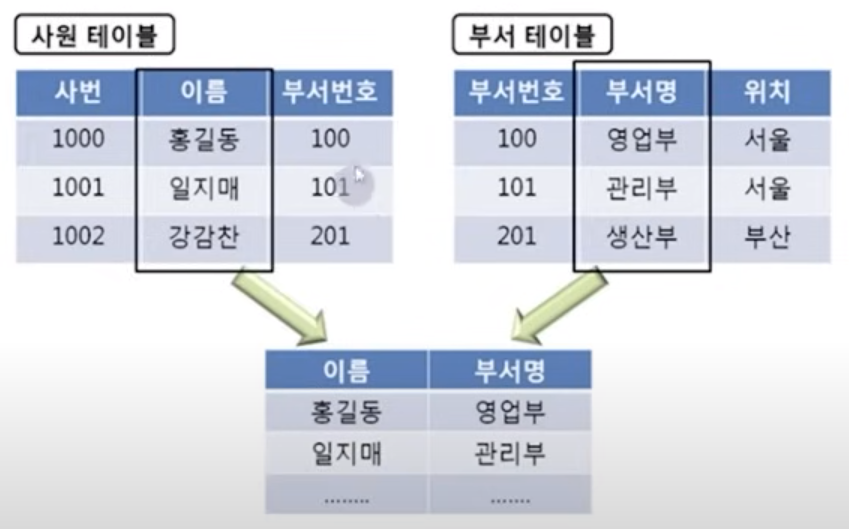 사원 테이블
사번 이름 부서번호
1000 홍길동 100
1001 일지매 101
1002 강감찬 201
부서 테이블
부서번호 부서명 위치
100 영업부 서울
101 관리부 서울
201 생산부 부산
이름 부서명
홍길동 영업부
일지매 관리부
........ .......